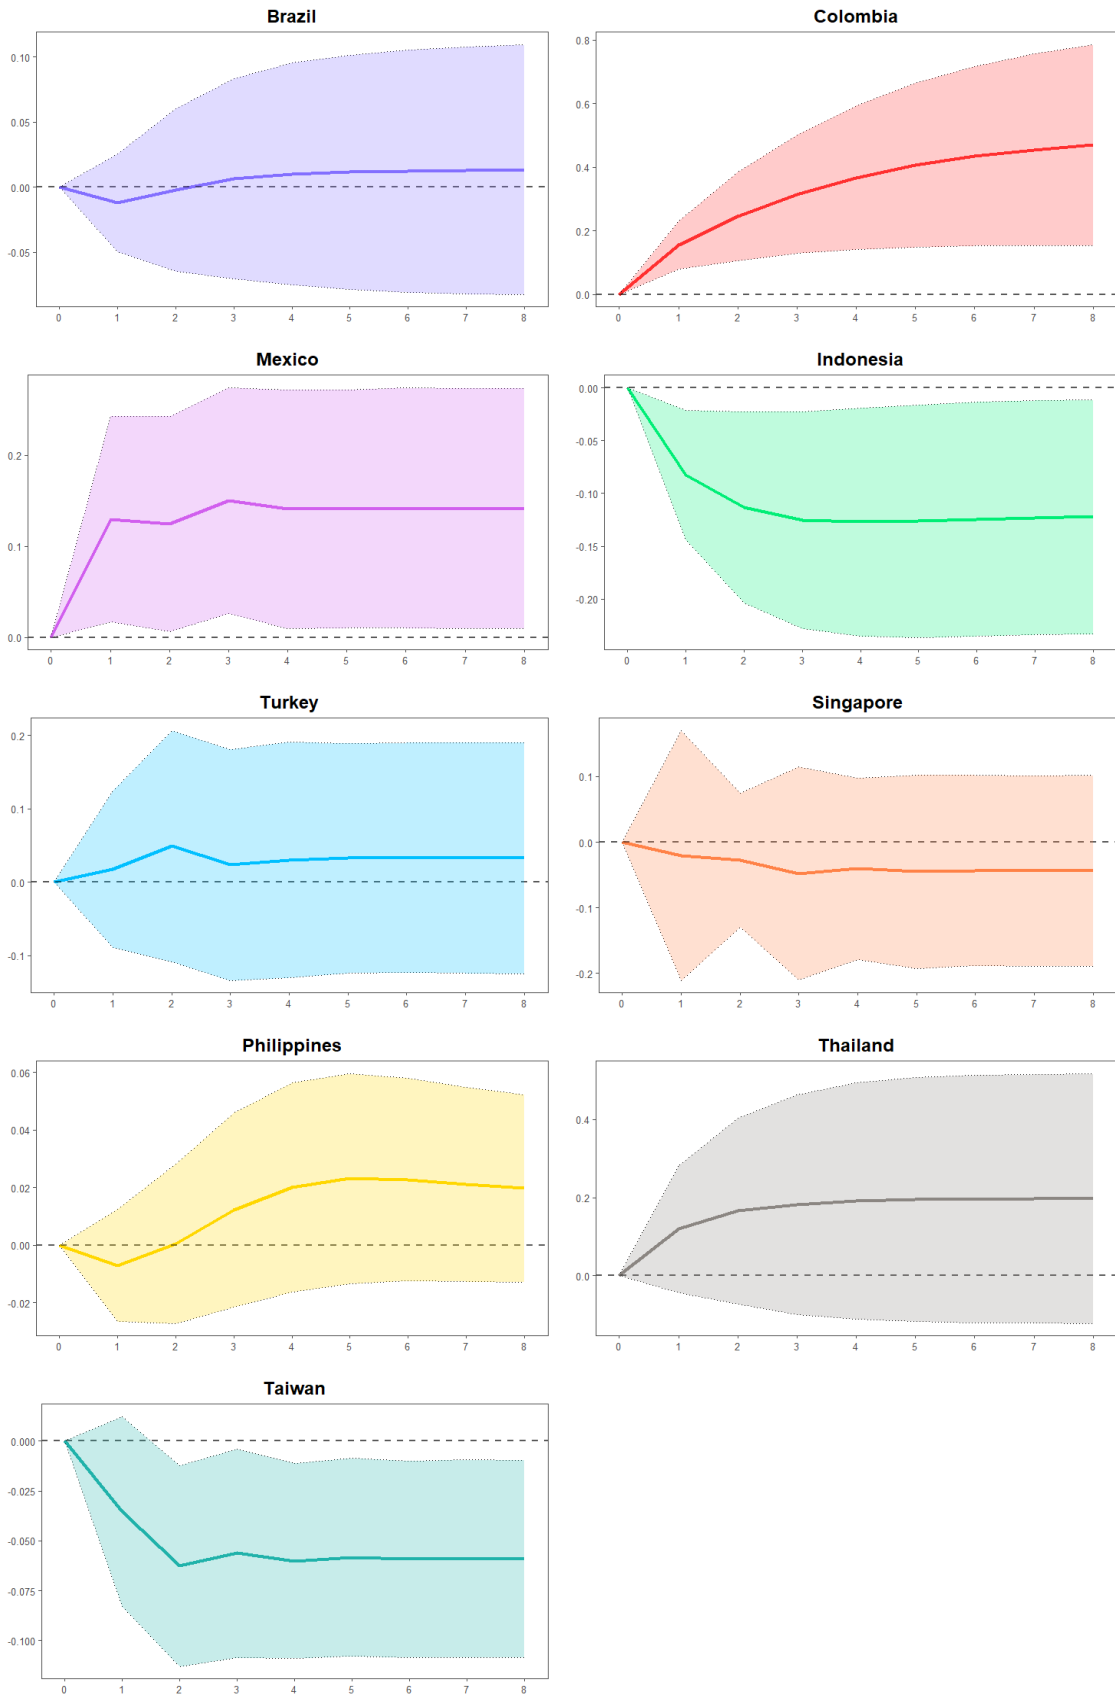 Brazil
0.10
0.05
0.00
-0.05
0 1 2 3 4 5 6 7 8
Colombia
0.8
0.6
0.4
0.2
0.0
0 1 2 3 4 5 6 7 8
Mexico
0.2
0.1
0.0
0 1 2 3 4 5 6 7 8
Indonesia
0.00
-0.05
-0.10
-0.15
-0.20
0 1 2 3 4 5 6 7 8
Turkey
0.2
0.1
0.0
-0.1
0 1 2 3 4 5 6 7 8
Singapore
0.1
0.0
-0.1
-0.2
0 1 2 3 4 5 6 7 8
Philippines
0.06
0.04
0.02
0.00
-0.02
0 1 2 3 4 5 6 7 8
Thailand
0.4
0.2
0.0
0 1 2 3 4 5 6 7 8
Taiwan
0.000
-0.025
-0.050
-0.075
-0.100
0 1 2 3 4 5 6 7 8